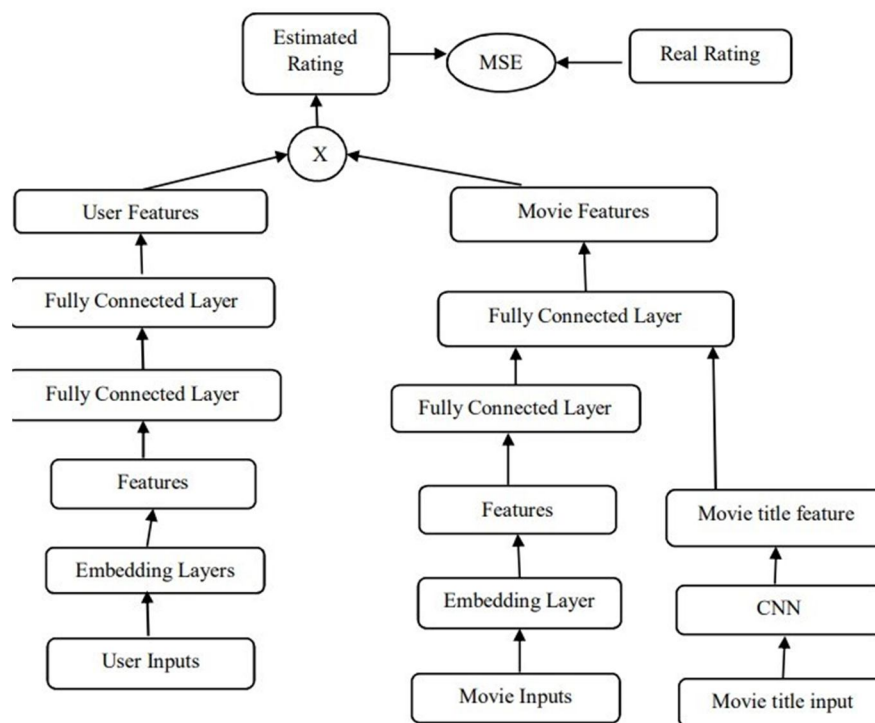 Estimated
Rating
MSE
Real Rating
X
User Features
Movie Features
Fully Connected Layer
Fully Connected Layer
Fully Connected Layer
Fully Connected Layer
Features
Features
Movie title feature
Embedding Layers
Embedding Layer
CNN
User Inputs
Movie Inputs
Movie title input